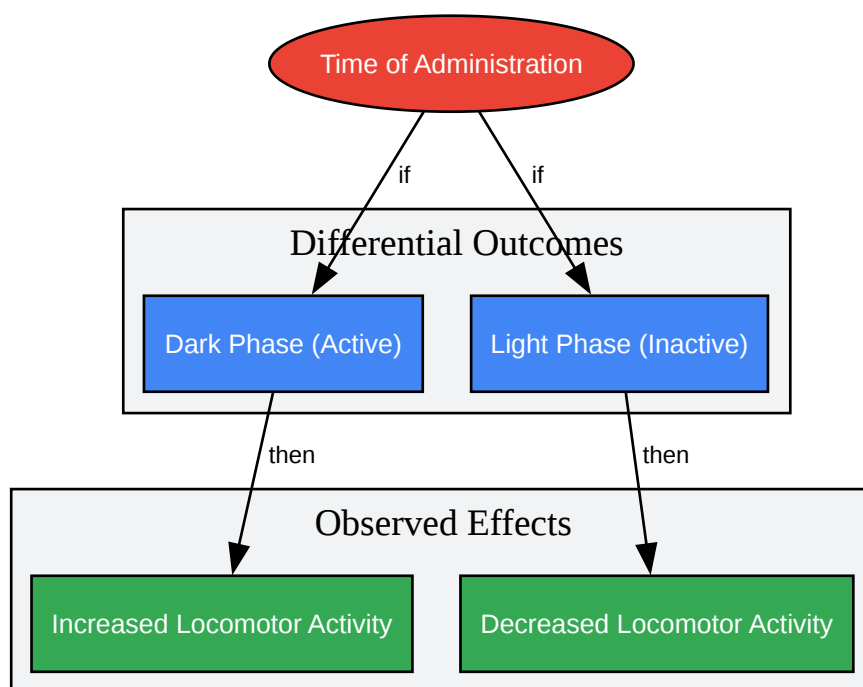 Time of Administration
if
if
Differential Outcomes
Dark Phase (Active)
Light Phase (Inactive)
then
then
Observed Effects
Increased Locomotor Activity
Decreased Locomotor Activity